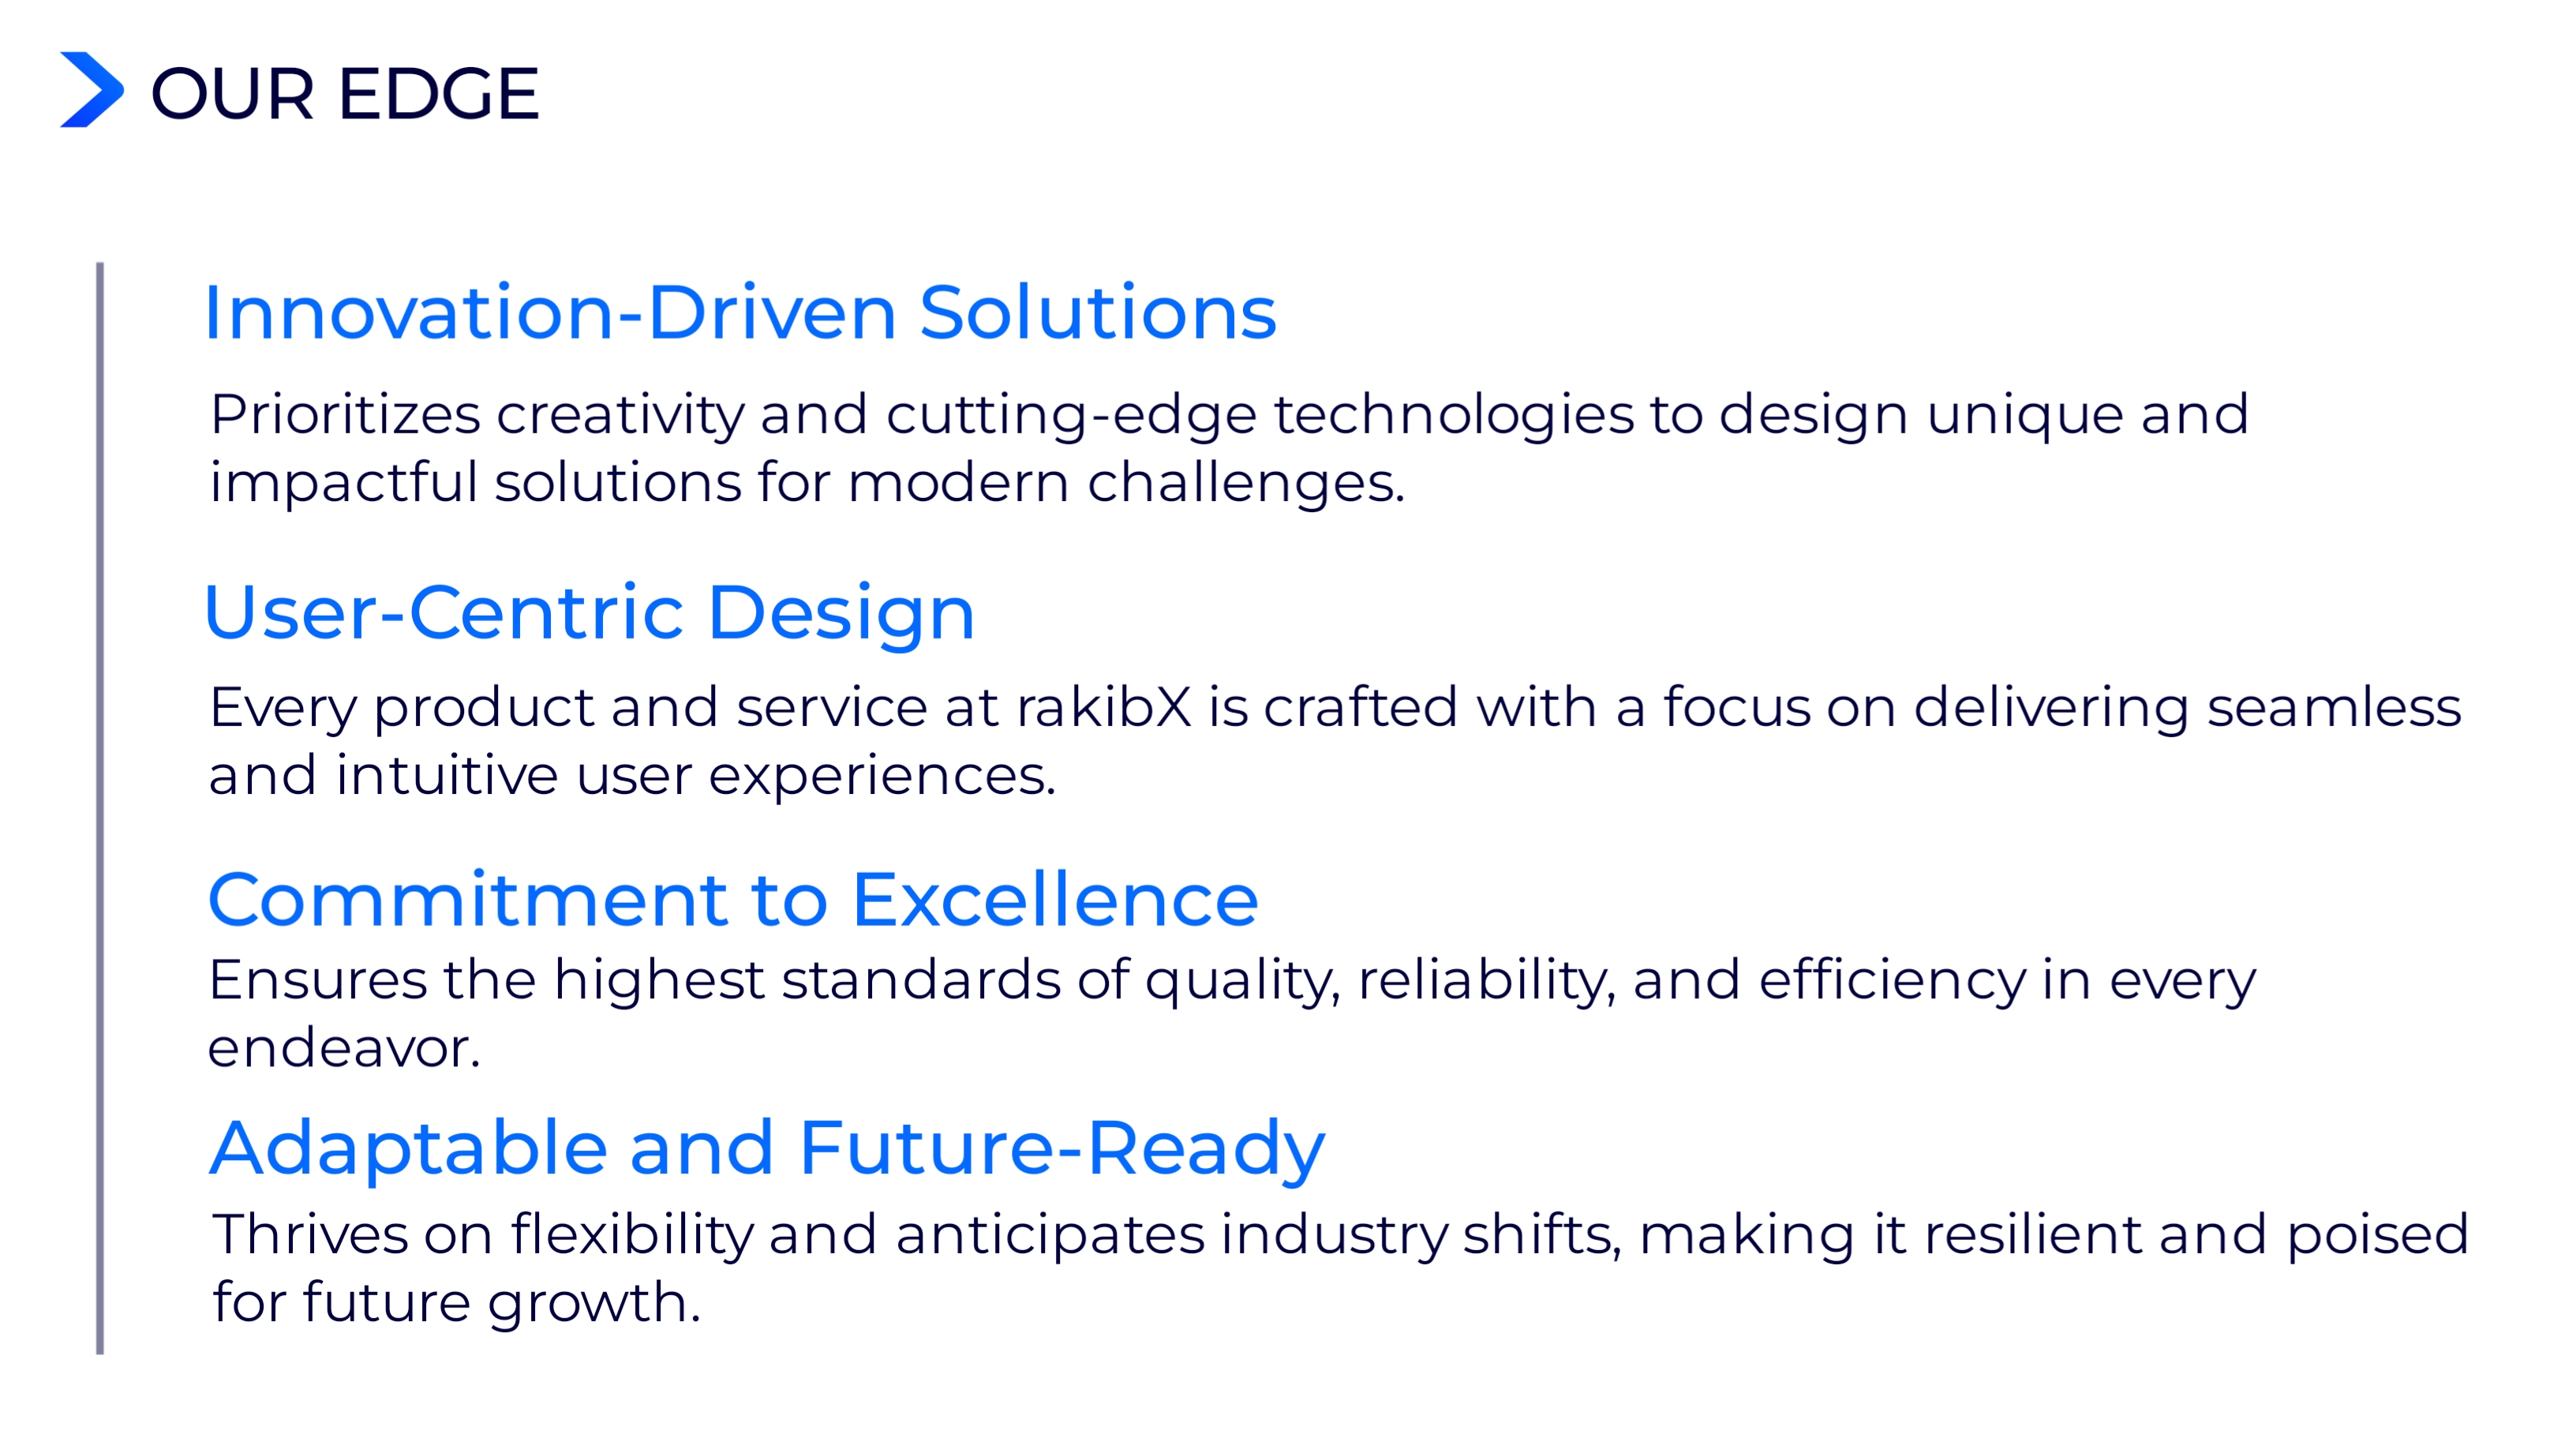 OUR EDGE
Innovation-Driven Solutions
Prioritizes creativity and cutting-edge technologies to design unique and
impactful solutions for modern challenges.
User-Centric Design
Every product and service at rakibX is crafted with a focus on delivering seamless
and intuitive user experiences.
Commitment to Excellence
Ensures the highest standards of quality, reliability, and efficiency in every
endeavor.
Adaptable and Future-Ready
Thrives on flexibility and anticipates industry shifts, making it resilient and poised
for future growth.